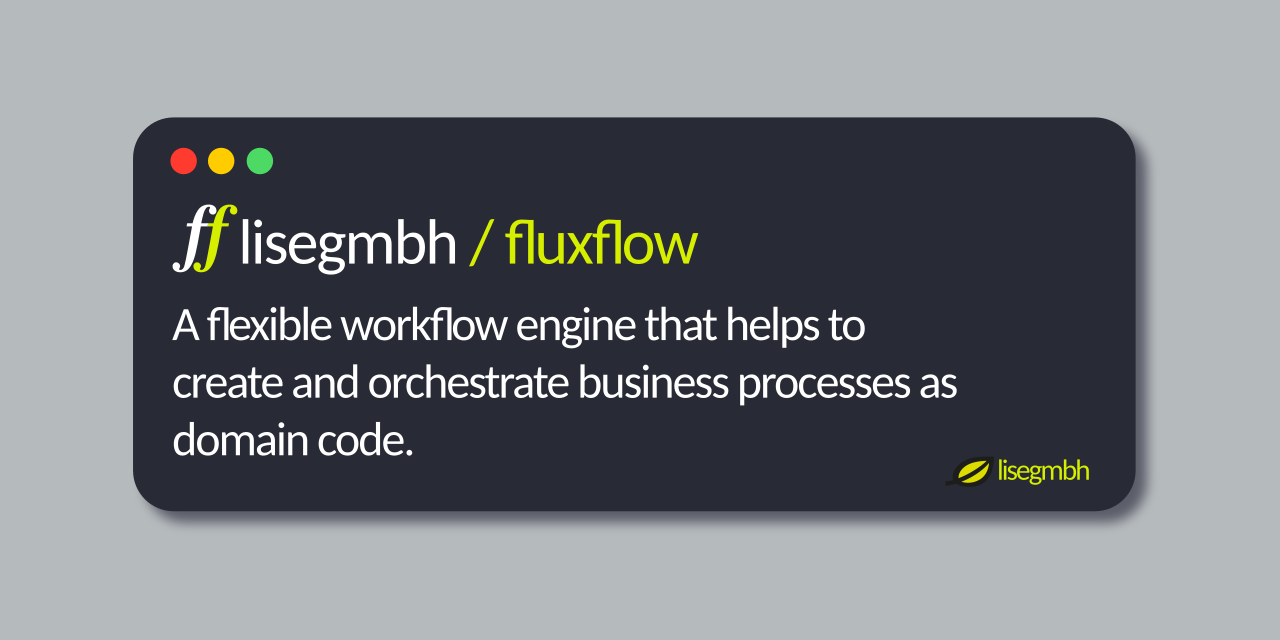 ff lisegmbh / fluxflow
A flexible workflow engine that helps to
create and orchestrate business processes as
domain code.
lisegmbh